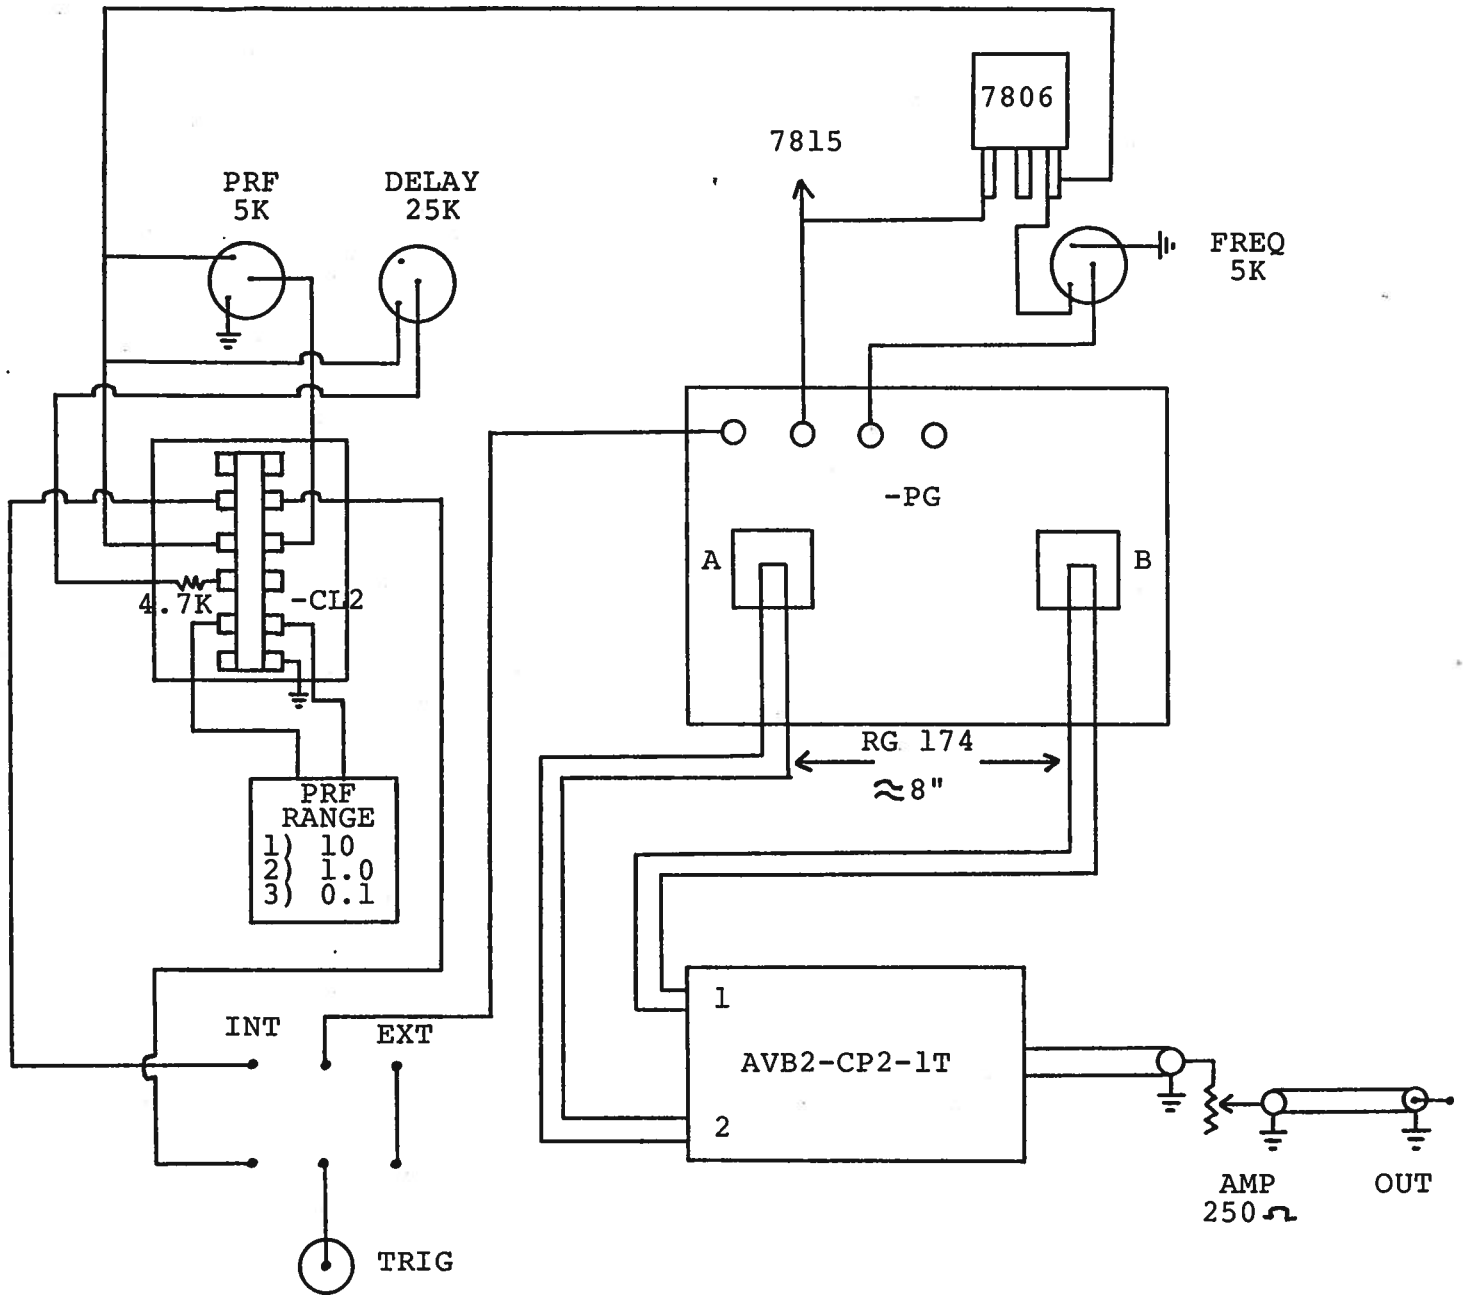 7806
7815
PRF
5K
DELAY
25K
FREQ
5K
-PG
A
B
4.7K
-CL2
RG 174
≈8"
PRF
RANGE
1) 10
2) 1.0
3) 0.1
INT
EXT
1
AVB2-CP2-1T
2
AMP
250Ω
OUT
TRIG